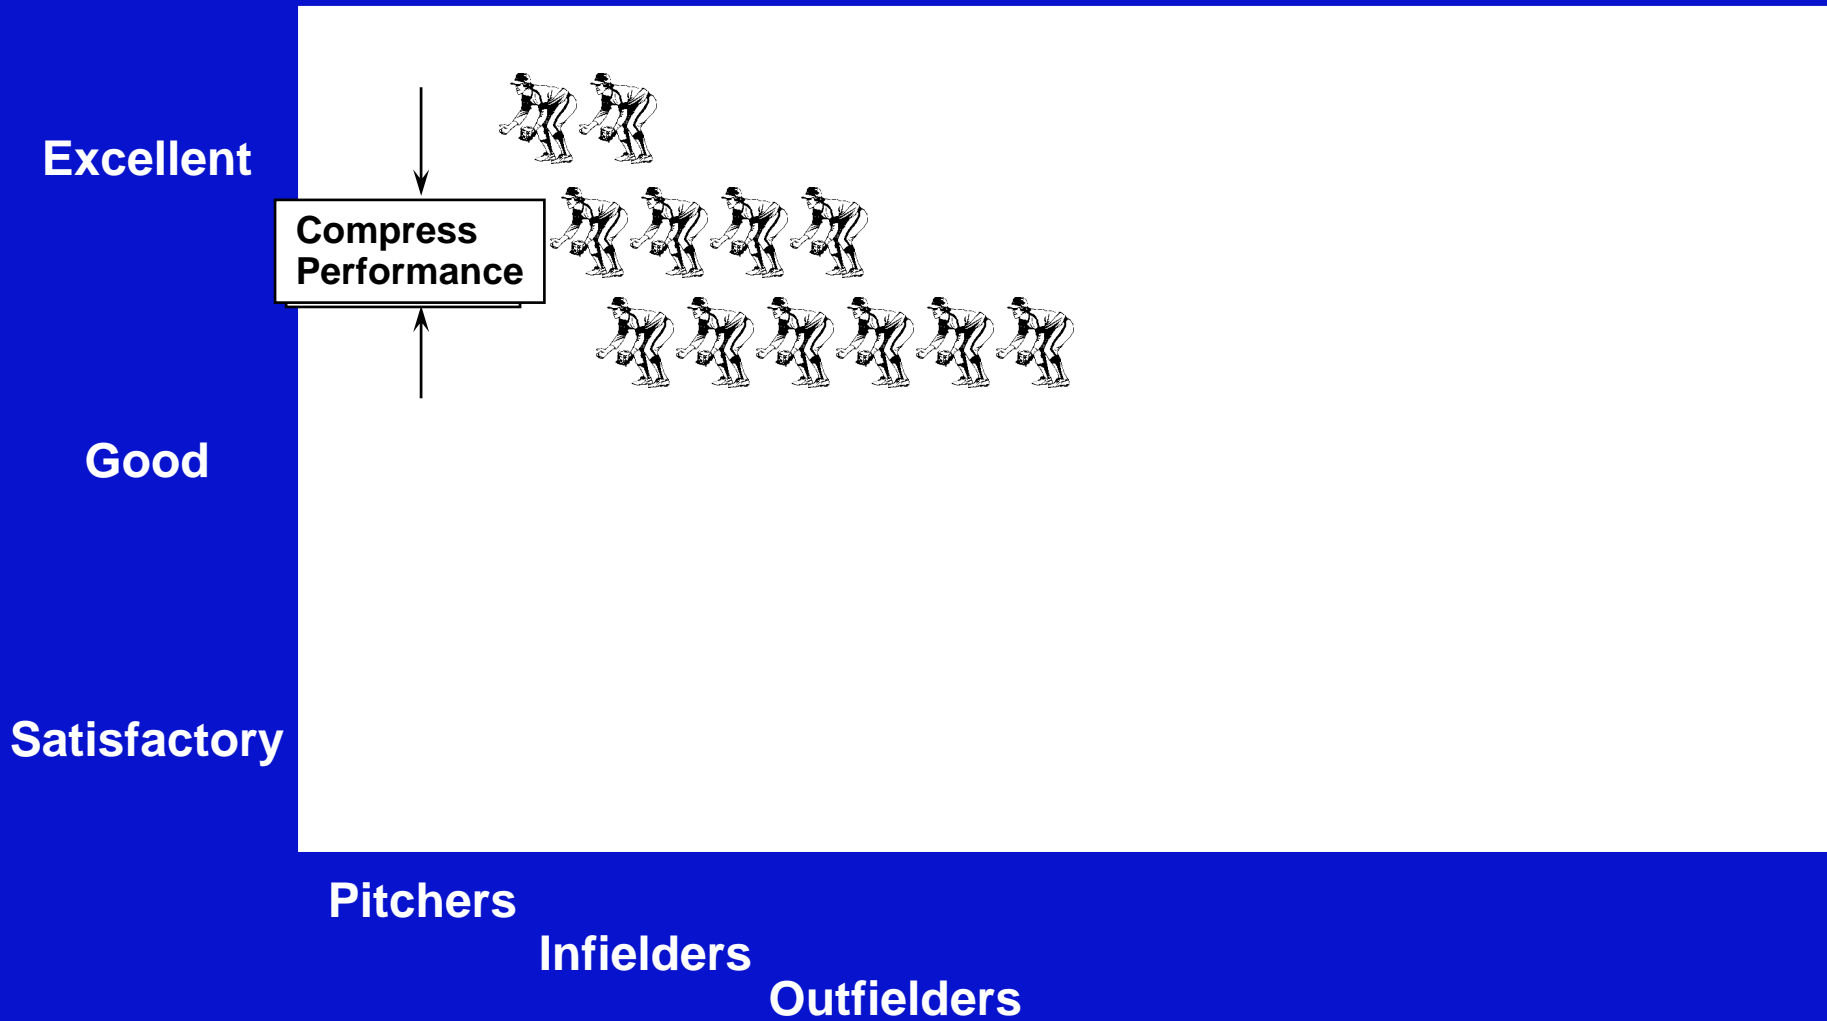 Excellent
Compress
Performance
Good
Satisfactory
Pitchers
Infielders
Outfielders